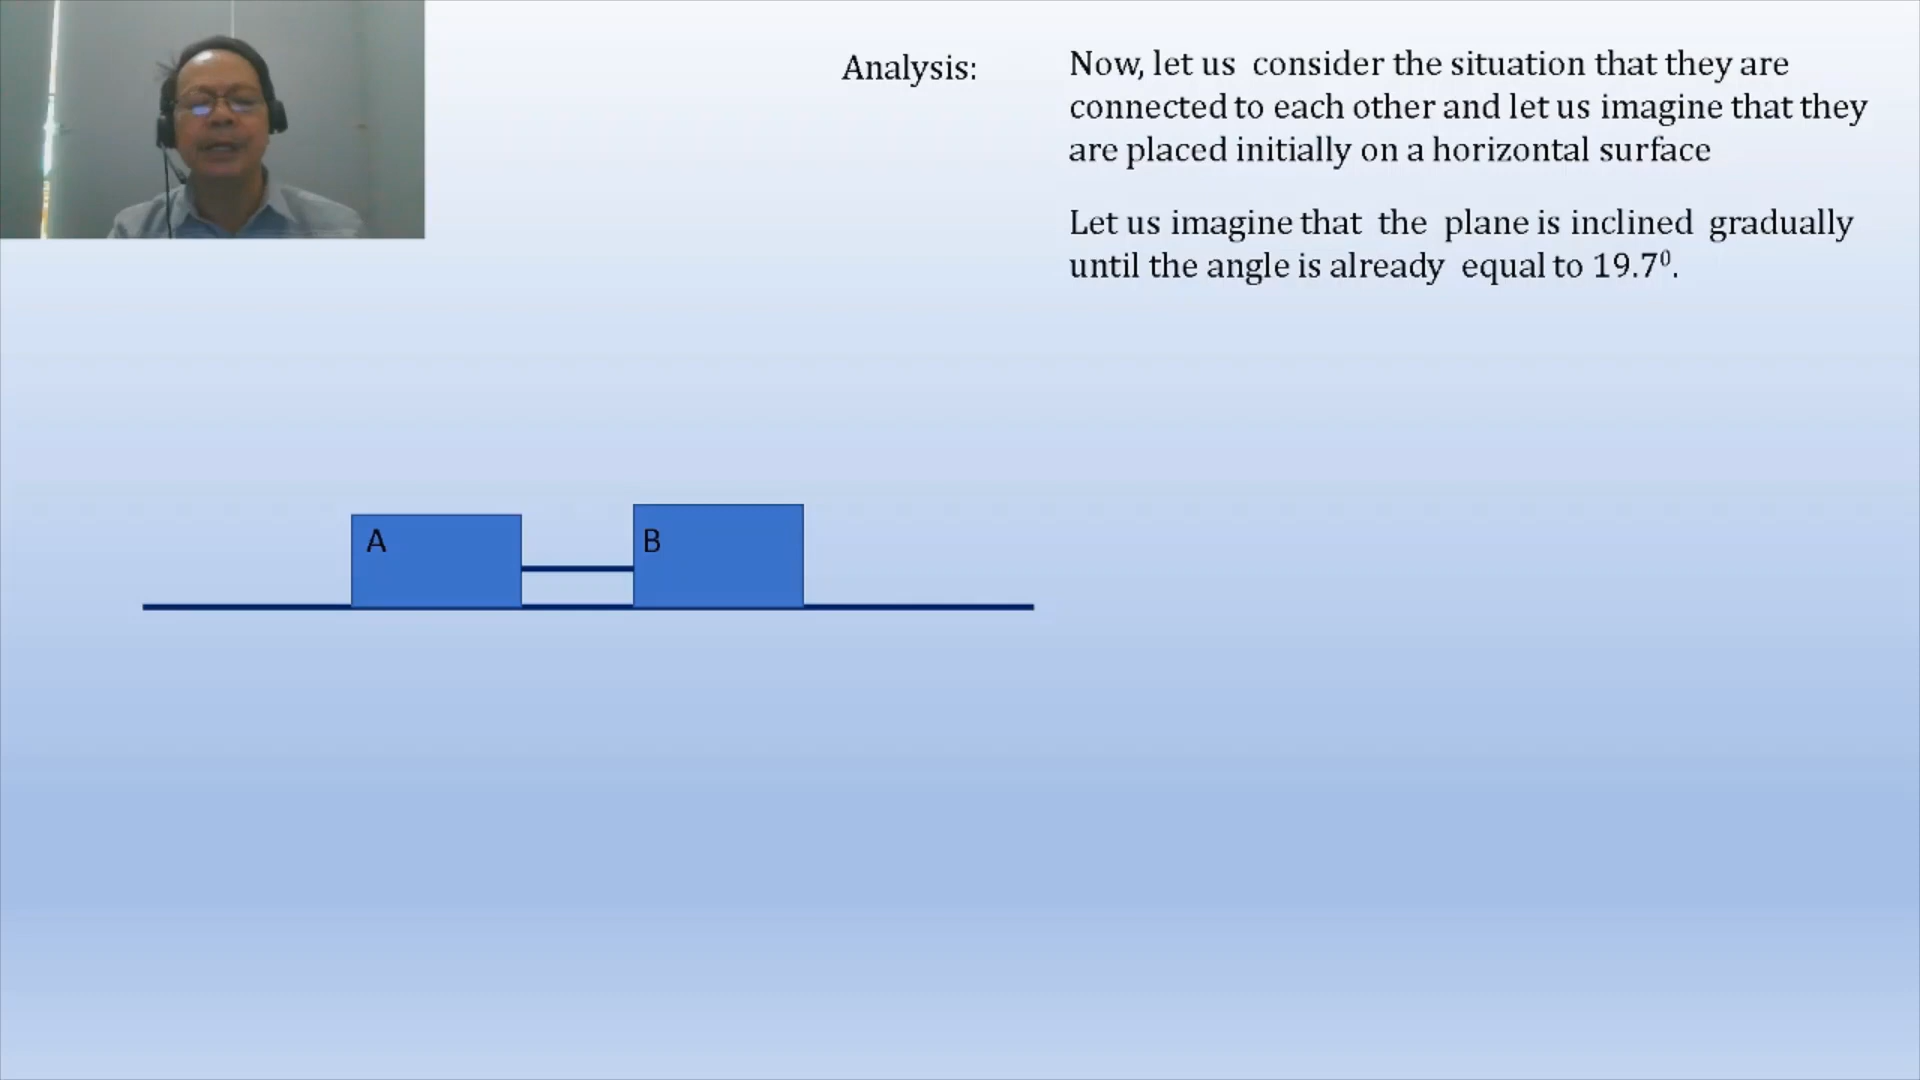 Analysis:
Now, let us consider the situation that they are
connected to each other and let us imagine that they
are placed initially on a horizontal surface
Let us imagine that the plane is inclined gradually
until the angle is already equal to 19.7⁰.
A
B